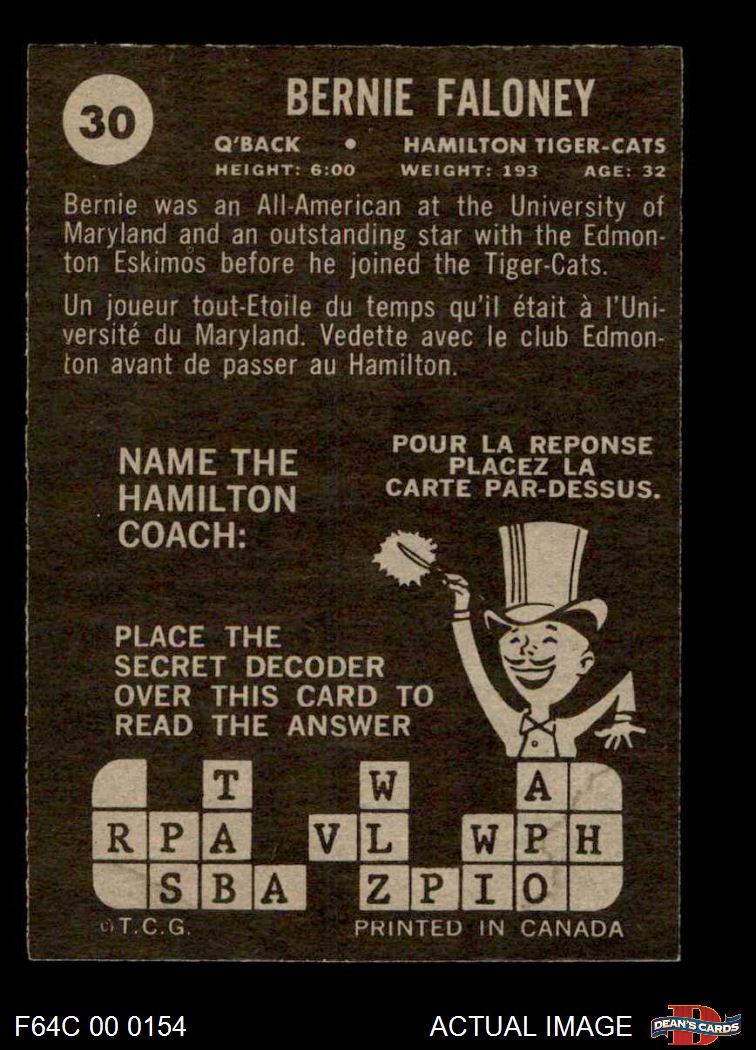 30
BERNIE FALONEY
Q'BACK • HAMILTON TIGER-CATS
HEIGHT: 6:00 WEIGHT: 193 AGE: 32
Bernie was an All-American at the University of
Maryland and an outstanding star with the Edmon-
ton Eskimos before he joined the Tiger-Cats.
Un joueur tout-Etoile du temps qu'il était à l'Uni-
versité du Maryland. Vedette avec le club Edmon-
ton avant de passer au Hamilton.
NAME THE
HAMILTON
COACH:
POUR LA REPONSE
PLACEZ LA
CARTE PAR-DESSUS.
PLACE THE
SECRET DECODER
OVER THIS CARD TO
READ THE ANSWER
T W A
R P A V L W P H
S B A Z P I O
© T.C.G. PRINTED IN CANADA
F64C 00 0154 ACTUAL IMAGE
D
DEAN'S CARDS